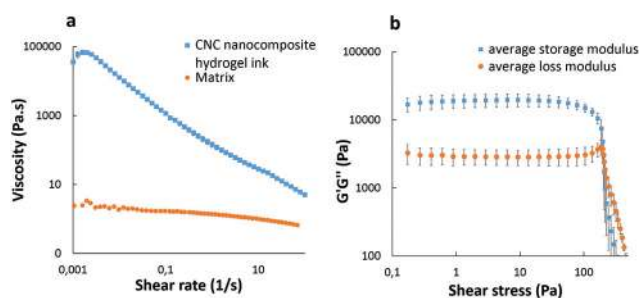 a
CNC nanocomposite
hydrogel ink
Matrix
Viscosity (Pa.s)
100000
1000
10
0
0,001
0,1
10
Shear rate (1/s)
b
average storage modulus
average loss modulus
G'G'' (Pa)
100000
10000
1000
100
0,1
1
10
100
Shear stress (Pa)